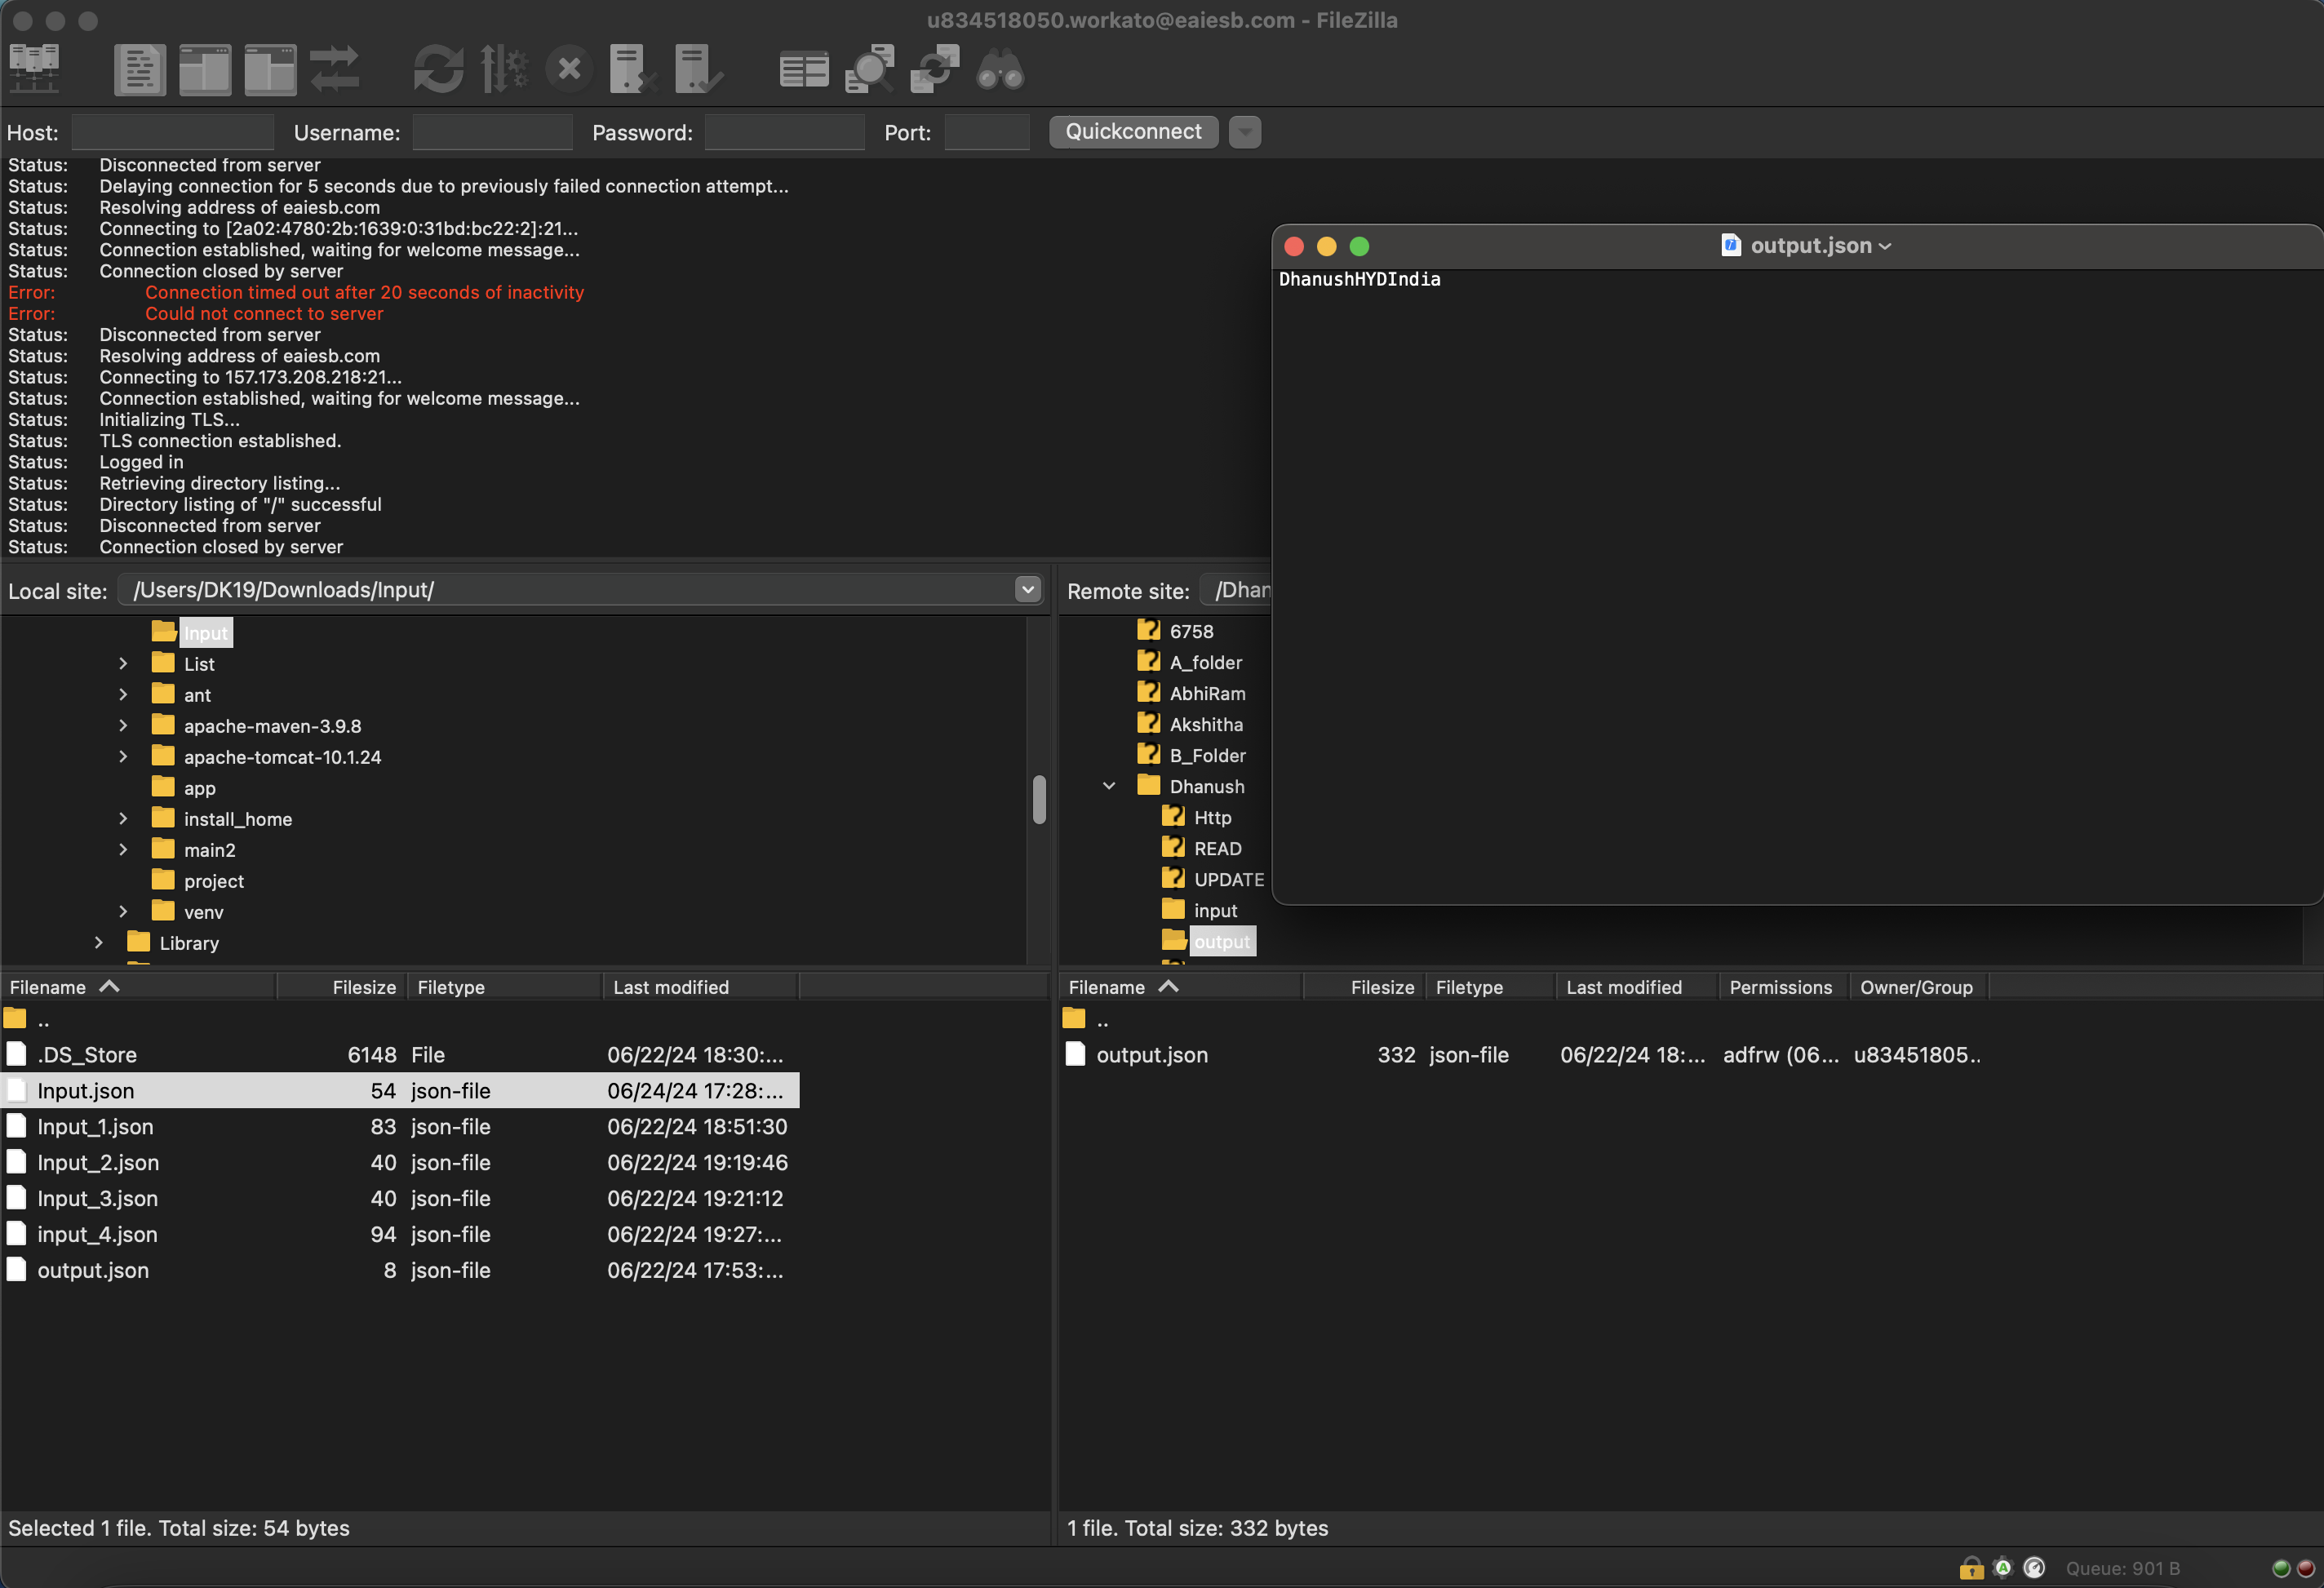 u834518050.workato@eaiesb.com - FileZilla
Host: Username: Password: Port: Quickconnect
Status: Disconnected from server
Status: Delaying connection for 5 seconds due to previously failed connection attempt...
Status: Resolving address of eaiesb.com
Status: Connecting to [2a02:4780:2b:1639:0:31bd:bc22:2]:21...
Status: Connection established, waiting for welcome message...
Status: Connection closed by server
Error: Connection timed out after 20 seconds of inactivity
Error: Could not connect to server
Status: Disconnected from server
Status: Resolving address of eaiesb.com
Status: Connecting to 157.173.208.218:21...
Status: Connection established, waiting for welcome message...
Status: Initializing TLS...
Status: TLS connection established.
Status: Logged in
Status: Retrieving directory listing...
Status: Directory listing of "/" successful
Status: Disconnected from server
Status: Connection closed by server
output.json
DhanushHYDIndia
Local site: /Users/DK19/Downloads/Input/
Input
List
ant
apache-maven-3.9.8
apache-tomcat-10.1.24
app
install_home
main2
project
venv
Library
Filename Filesize Filetype Last modified
..
.DS_Store 6148 File 06/22/24 18:30:...
Input.json 54 json-file 06/24/24 17:28:...
Input_1.json 83 json-file 06/22/24 18:51:30
Input_2.json 40 json-file 06/22/24 19:19:46
Input_3.json 40 json-file 06/22/24 19:21:12
input_4.json 94 json-file 06/22/24 19:27:...
output.json 8 json-file 06/22/24 17:53:...
Selected 1 file. Total size: 54 bytes
Remote site: /Dhan
6758
A_folder
AbhiRam
Akshitha
B_Folder
Dhanush
Http
READ
UPDATE
input
output
Filename Filesize Filetype Last modified Permissions Owner/Group
..
output.json 332 json-file 06/22/24 18:... adfrw (06... u83451805..
1 file. Total size: 332 bytes
Queue: 901 B